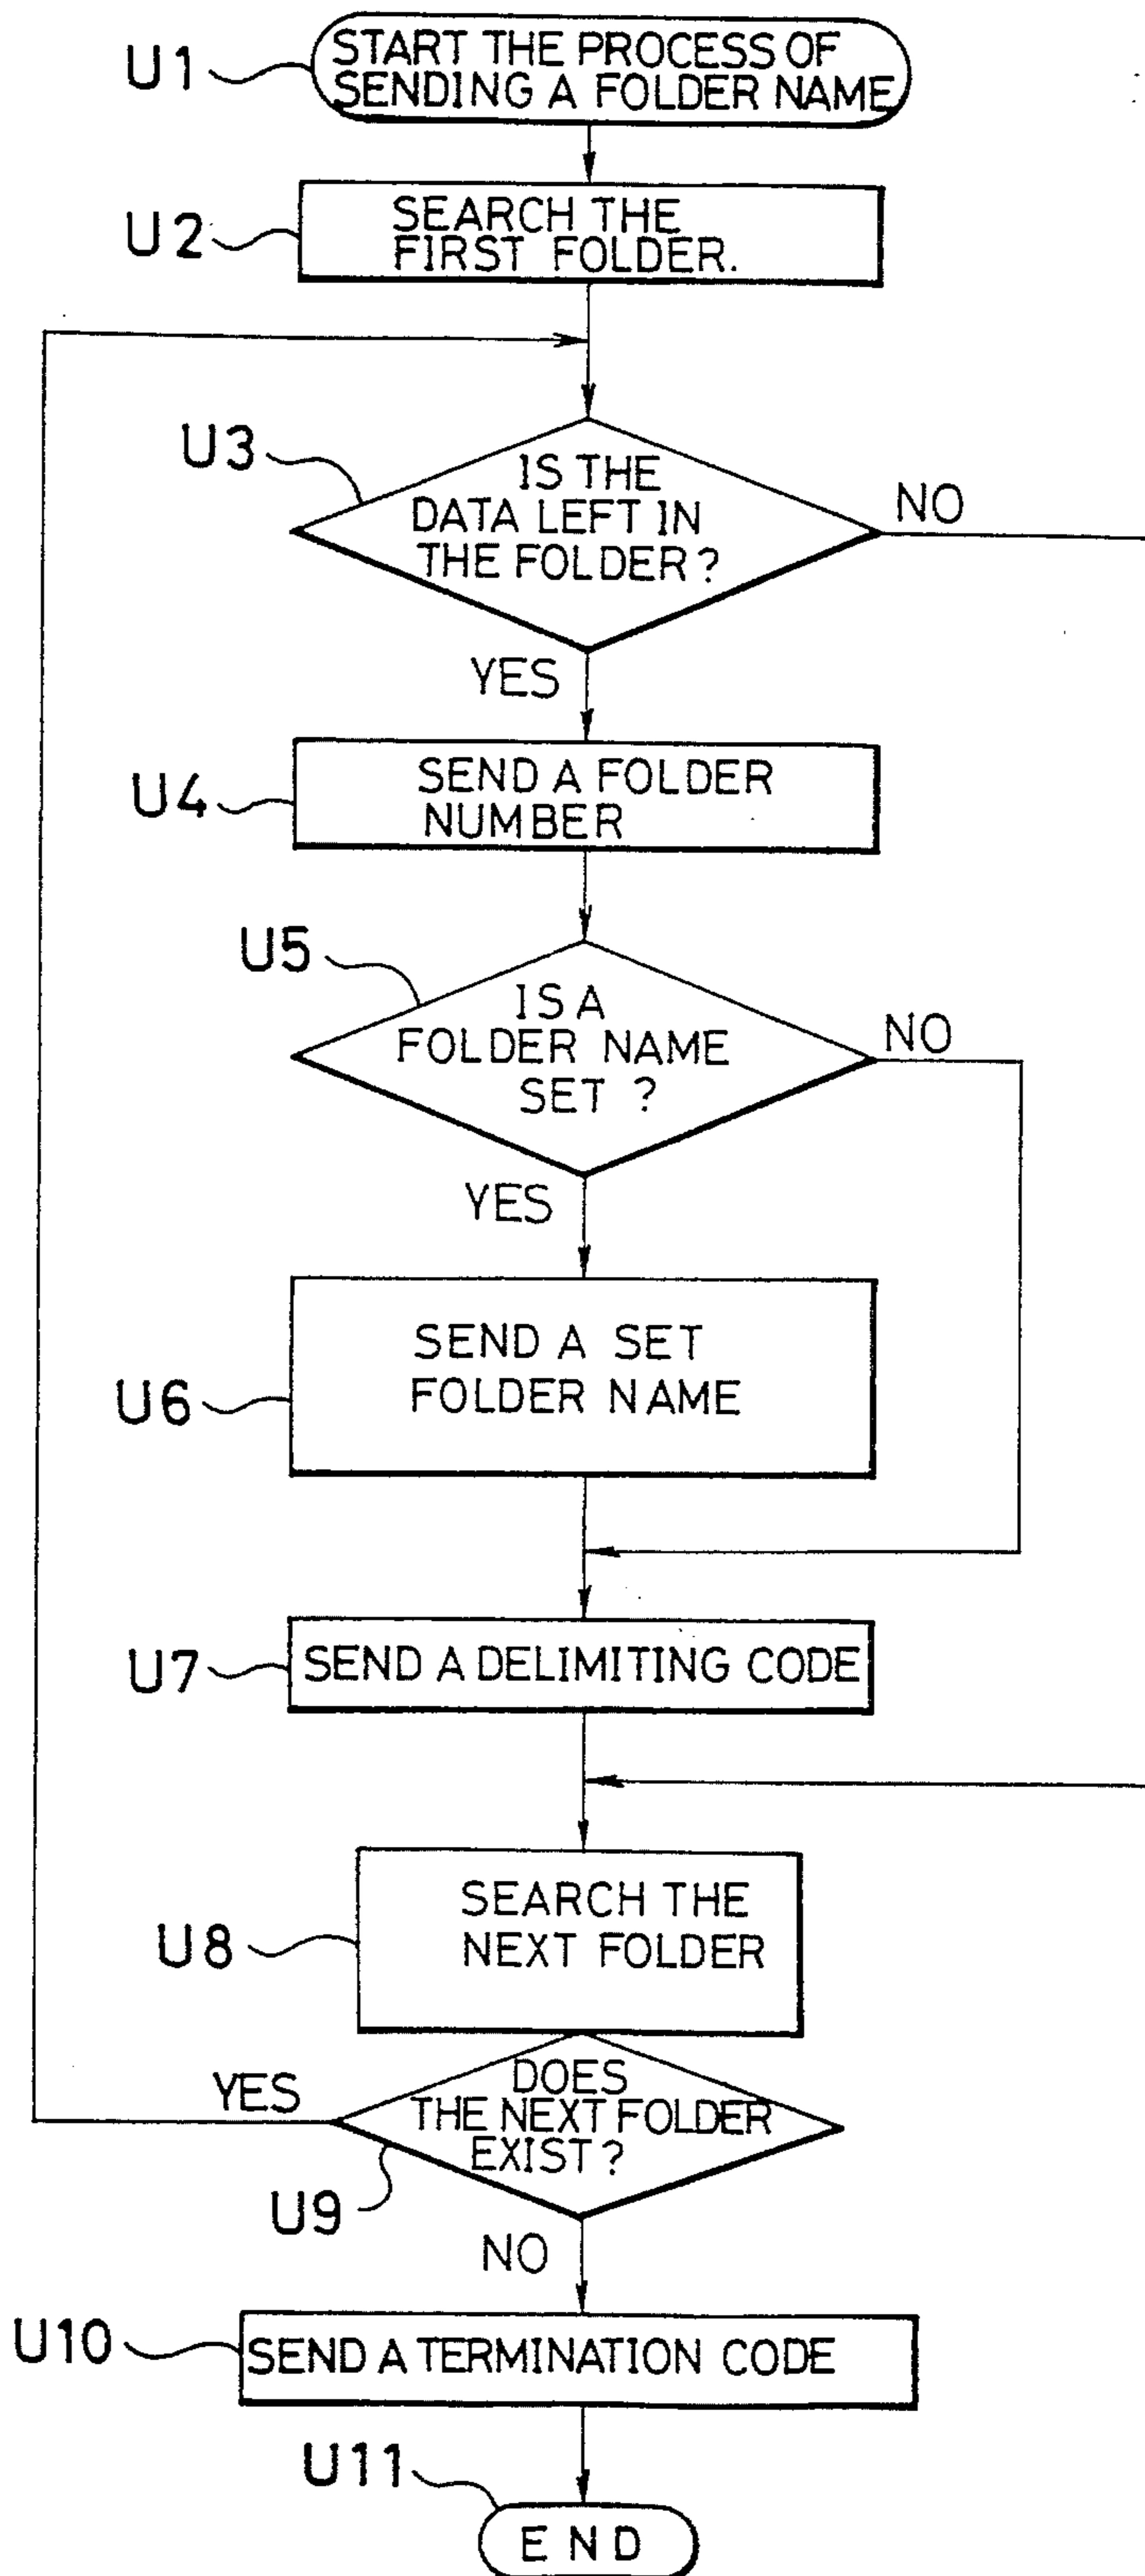 U1
START THE PROCESS OF
SENDING A FOLDER NAME
U2
SEARCH THE
FIRST FOLDER.
U3
IS THE
DATA LEFT IN
THE FOLDER?
NO
YES
U4
SEND A FOLDER
NUMBER
U5
IS A
FOLDER NAME
SET ?
NO
YES
U6
SEND A SET
FOLDER NAME
U7
SEND A DELIMITING CODE
U8
SEARCH THE
NEXT FOLDER
YES
DOES
THE NEXT FOLDER
EXIST?
U9
NO
U10
SEND A TERMINATION CODE
U11
END